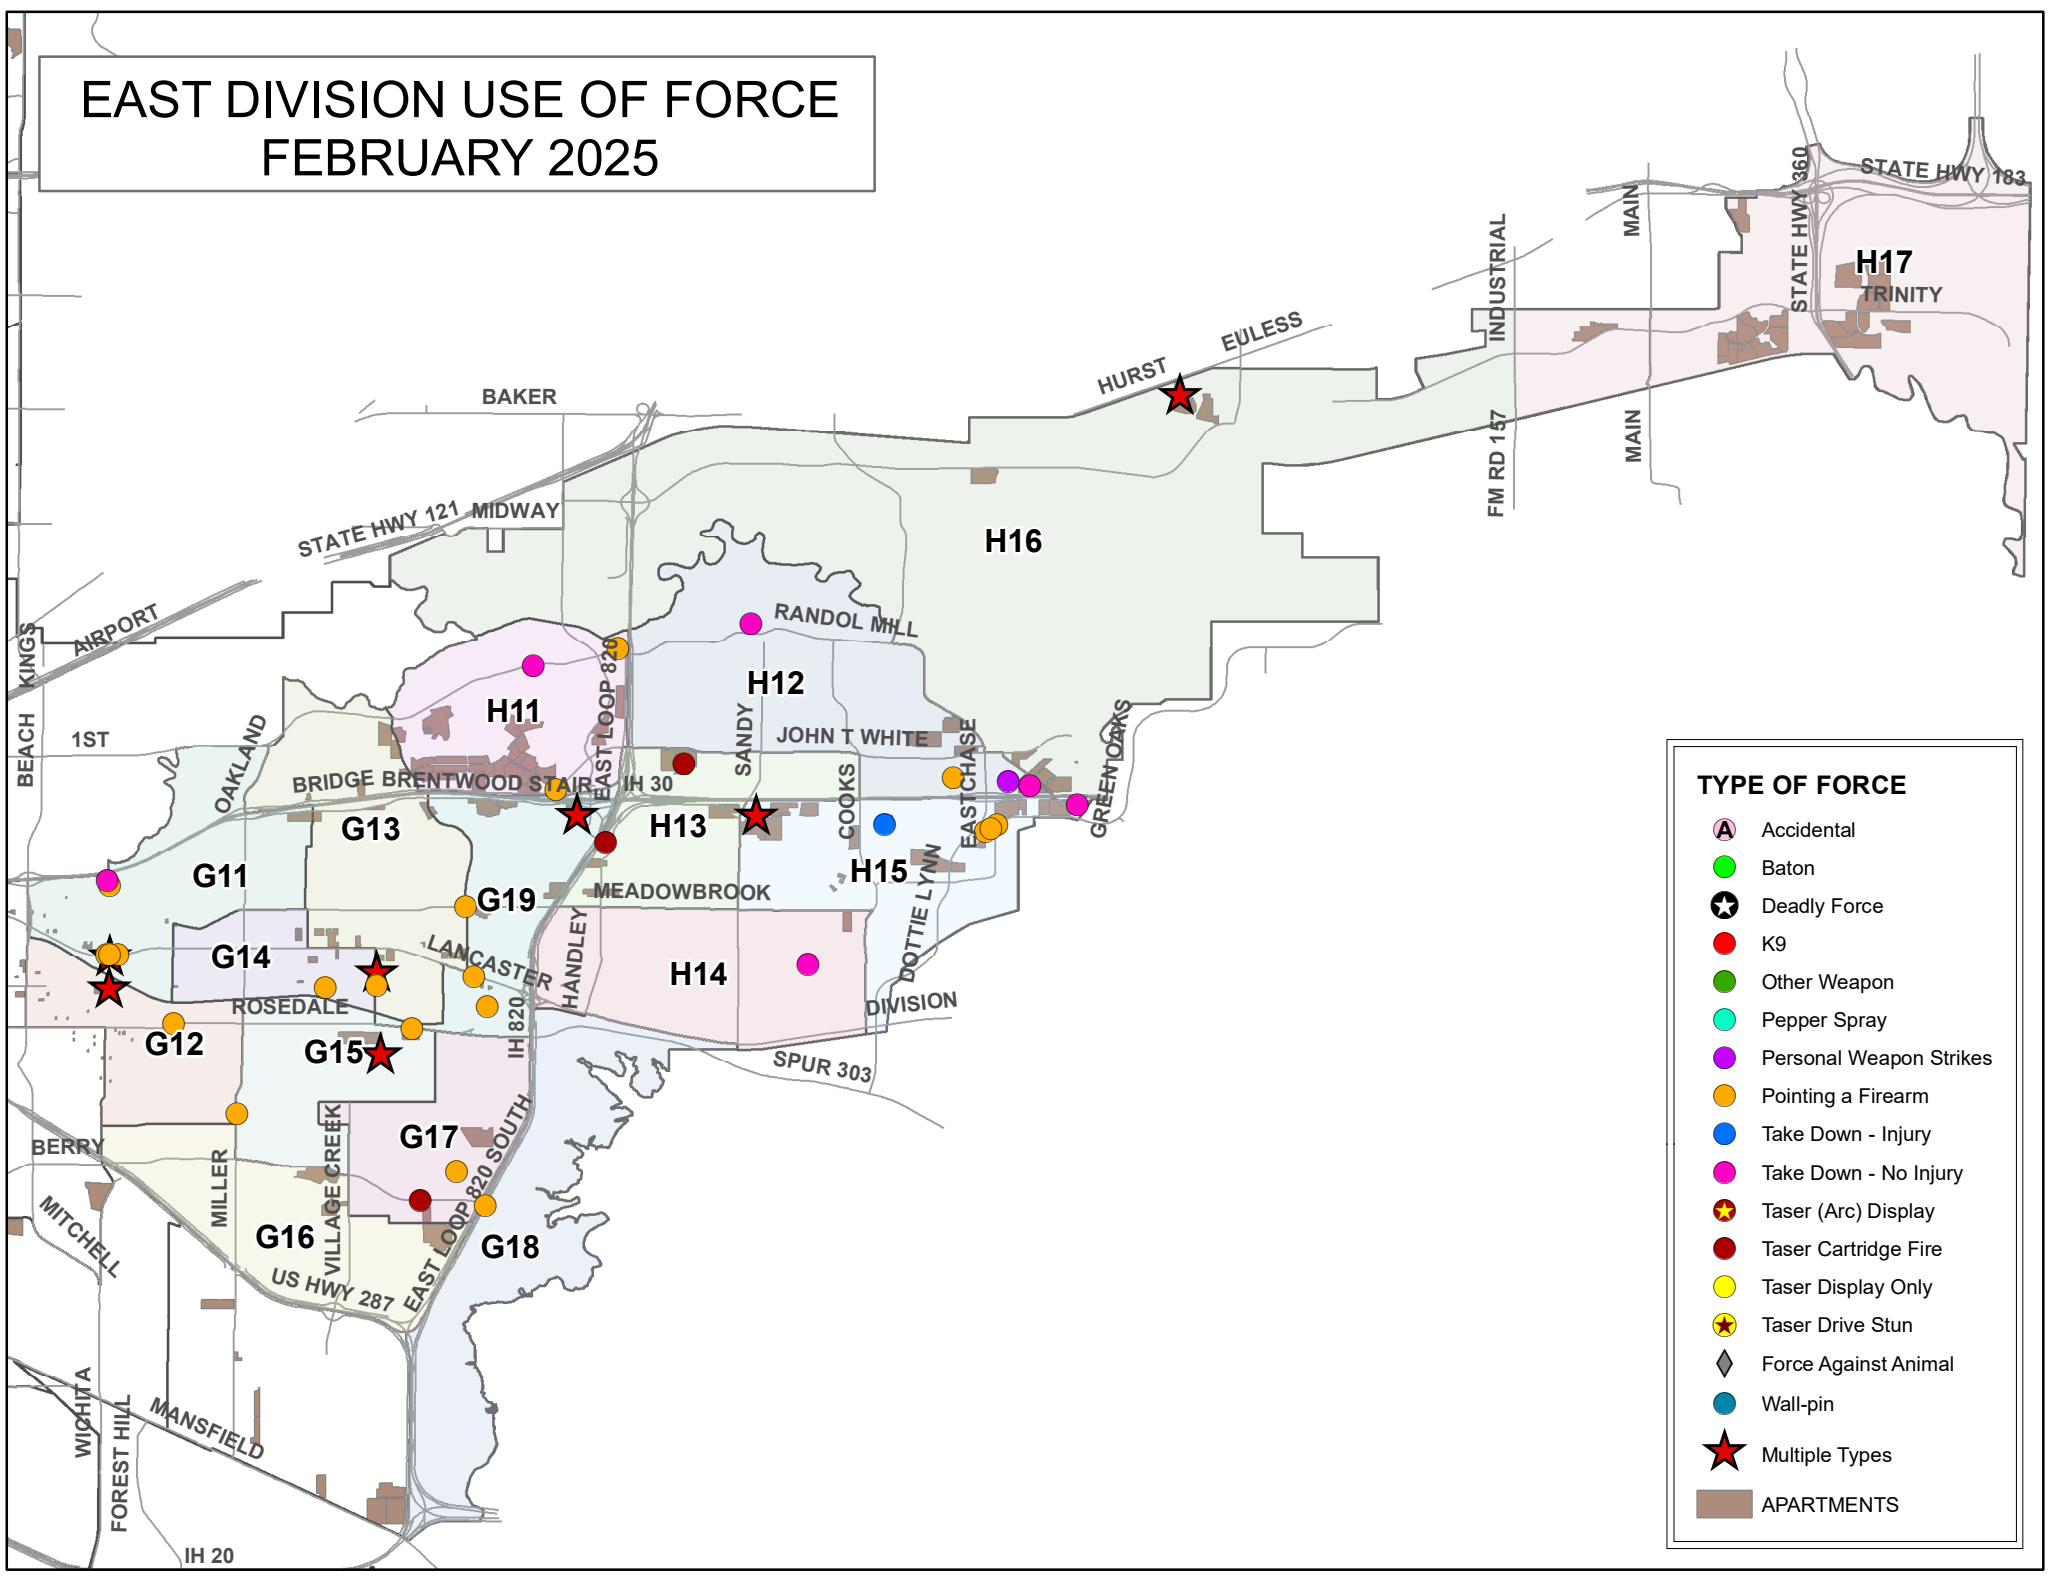 EAST DIVISION USE OF FORCE
FEBRUARY 2025
STATE HWY 183
STATE HWY 360
MAIN
H17
TRINITY
INDUSTRIAL
EULESS
HURST
BAKER
FM RD 157
MAIN
STATE HWY 121
MIDWAY
H16
AIRPORT
KINGS
RANDOL MILL
EAST LOOP 820
H12
H11
BEACH
1ST
OAKLAND
SANDY
JOHN T WHITE
EASTCHASE
GREEN OAKS
BRIDGE
BRENTWOOD STAIR
IH 30
COOKS
G13
H13
G11
H15
G19
MEADOWBROOK
DOTTIE LYNN
G14
LANCASTER
HANDLEY
H14
ROSEDALE
DIVISION
IH 820
G12
G15
SPUR 303
BERRY
MILLER
VILLAGE CREEK
G17
EAST LOOP 820 SOUTH
MITCHELL
G16
G18
US HWY 287
WICHITA
FOREST HILL
MANSFIELD
IH 20
TYPE OF FORCE
A Accidental
Baton
Deadly Force
K9
Other Weapon
Pepper Spray
Personal Weapon Strikes
Pointing a Firearm
Take Down - Injury
Take Down - No Injury
Taser (Arc) Display
Taser Cartridge Fire
Taser Display Only
Taser Drive Stun
Force Against Animal
Wall-pin
Multiple Types
APARTMENTS